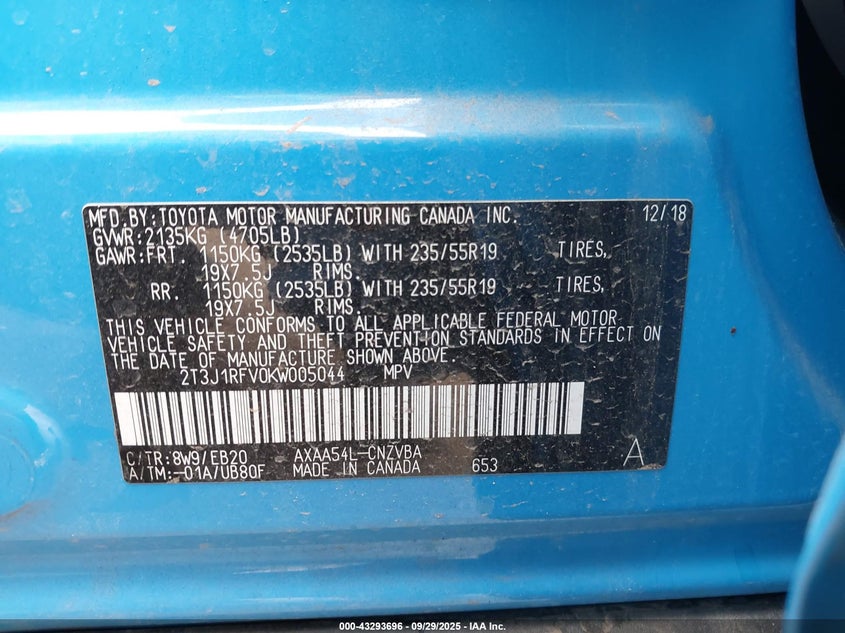 MFD.BY:TOYOTA MOTOR MANUFACTURING CANADA INC. 12/18
GVWR:2135KG (4705LB)
GAWR:FRT. 1150KG (2535LB) WITH 235/55R19 TIRES,
19X7.5J RIMS.
RR. 1150KG (2535LB) WITH 235/55R19 TIRES,
19X7.5J RIMS.
THIS VEHICLE CONFORMS TO ALL APPLICABLE FEDERAL MOTOR
VEHICLE SAFETY AND THEFT PREVENTION STANDARDS IN EFFECT ON
THE DATE OF MANUFACTURE SHOWN ABOVE.
2T3J1RFV0KW005044 MPV
C/TR:8W9/EB20 AXAA54L-CNZVBA
A/TM:-01A/UB80F MADE IN CANADA 653 A
000-43293696 - 09/29/2025 - IAA Inc.